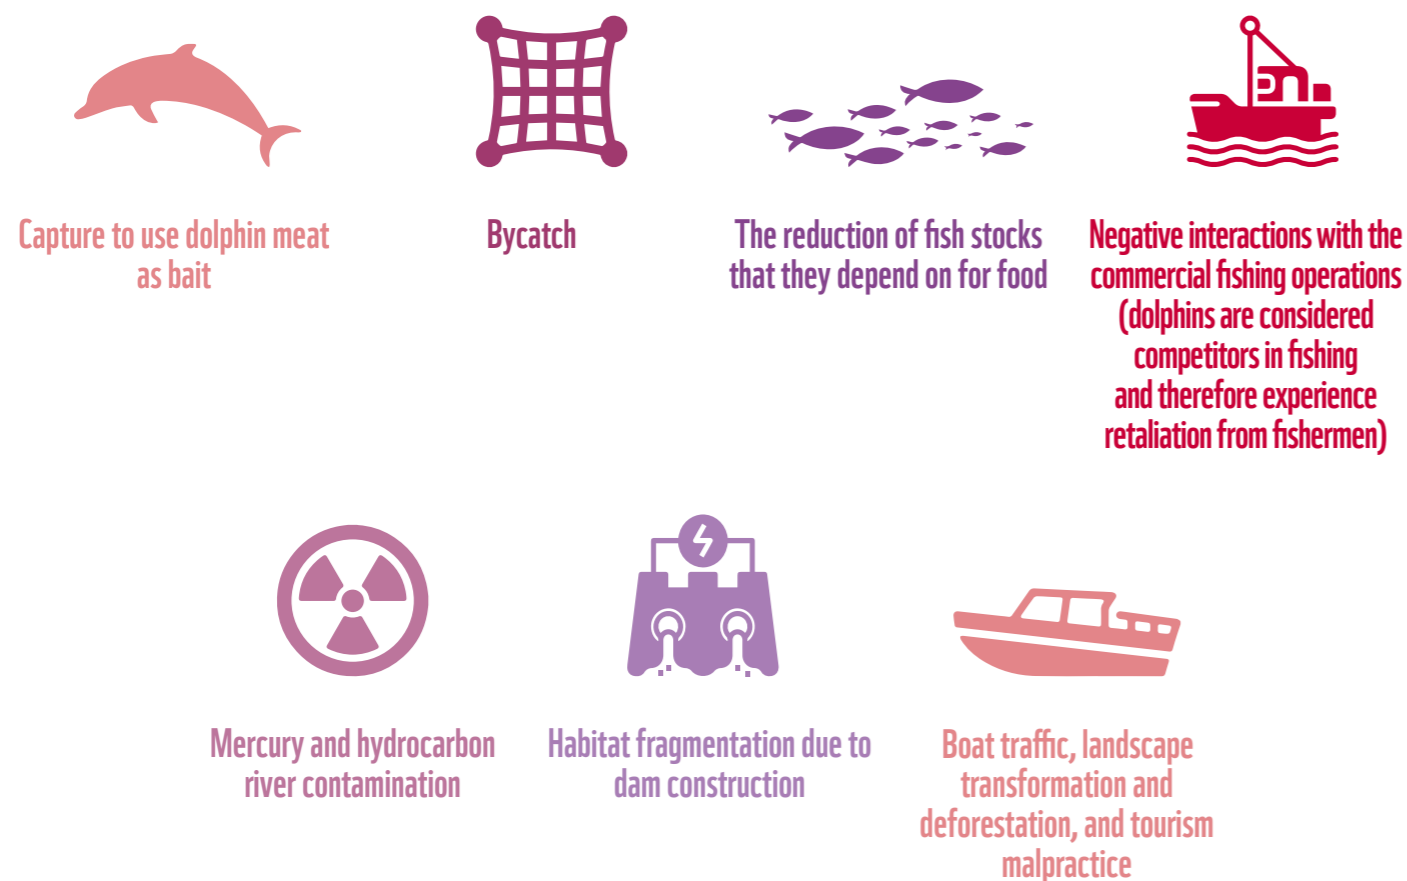 Capture to use dolphin meat
as bait
Bycatch
The reduction of fish stocks
that they depend on for food
Negative interactions with the
commercial fishing operations
(dolphins are considered
competitors in fishing
and therefore experience
retaliation from fishermen)
Mercury and hydrocarbon
river contamination
Habitat fragmentation due to
dam construction
Boat traffic, landscape
transformation and
deforestation, and tourism
malpractice